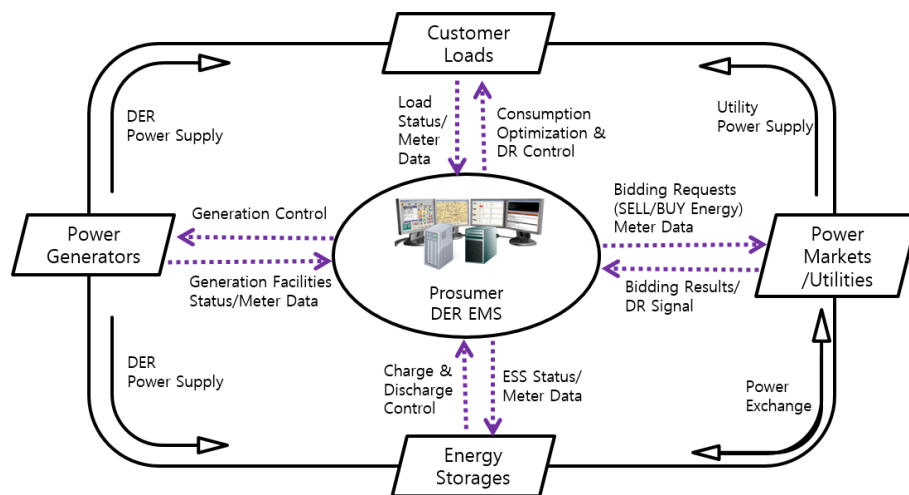 Customer
Loads
DER
Power Supply
Load
Status/
Meter
Data
Consumption
Optimization &
DR Control
Utility
Power Supply
Power
Generators
Generation Control
Generation Facilities
Status/Meter Data
Prosumer
DER EMS
Bidding Requests
(SELL/BUY Energy)
Meter Data
Bidding Results/
DR Signal
Power
Markets
/Utilities
DER
Power Supply
Charge &
Discharge
Control
ESS Status/
Meter Data
Power
Exchange
Energy
Storages